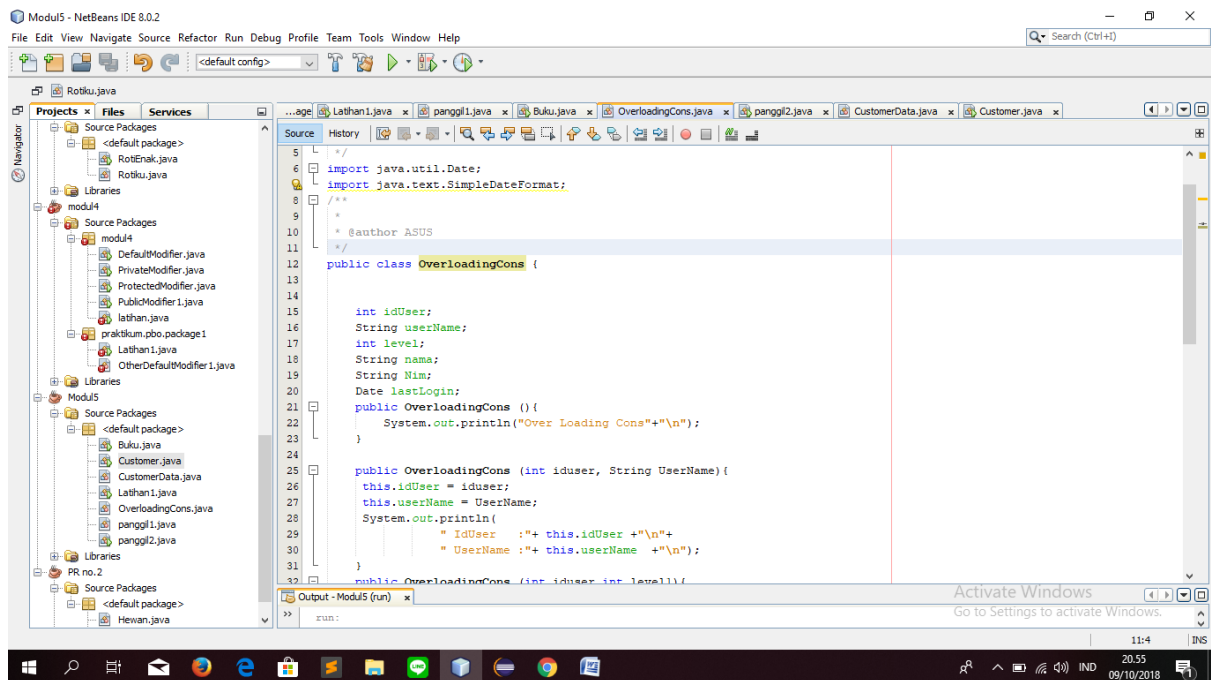 Modul5 - NetBeans IDE 8.0.2
File Edit View Navigate Source Refactor Run Debug Profile Team Tools Window Help
Search (Ctrl+I)
<default config>
Rotiku.java
Projects x Files Services
...age Latihan1.java x panggil1.java x Buku.java x OverloadingCons.java x panggil2.java x CustomerData.java x Customer.java x
Navigator
Source Packages
<default package>
RotiEnak.java
Rotiku.java
Libraries
modul4
Source Packages
modul4
DefaultModifier.java
PrivateModifier.java
ProtectedModifier.java
PublicModifier1.java
latihan.java
praktikum.pbo.package1
Latihan1.java
OtherDefaultModifier1.java
Libraries
Modul5
Source Packages
<default package>
Buku.java
Customer.java
CustomerData.java
Latihan1.java
OverloadingCons.java
panggil1.java
panggil2.java
Libraries
PR no.2
Source Packages
<default package>
Hewan.java
Source History
5 */
6 import java.util.Date;
import java.text.SimpleDateFormat;
8 /**
9 *
10 * @author ASUS
11 */
12 public class OverloadingCons {
13
14
15 int idUser;
16 String userName;
17 int level;
18 String nama;
19 String Nim;
20 Date lastLogin;
21 public OverloadingCons (){
22 System.out.println("Over Loading Cons"+"\n");
23 }
24
25 public OverloadingCons (int iduser, String UserName){
26 this.idUser = iduser;
27 this.userName = UserName;
28 System.out.println(
29 " IdUser   :"+ this.idUser +"\n"+
30 " UserName :"+ this.userName  +"\n");
31 }
32 public OverloadingCons (int iduser int level1){
Output - Modul5 (run) x
>> run:
Activate Windows
Go to Settings to activate Windows.
11:4 INS
IND
20.55
09/10/2018